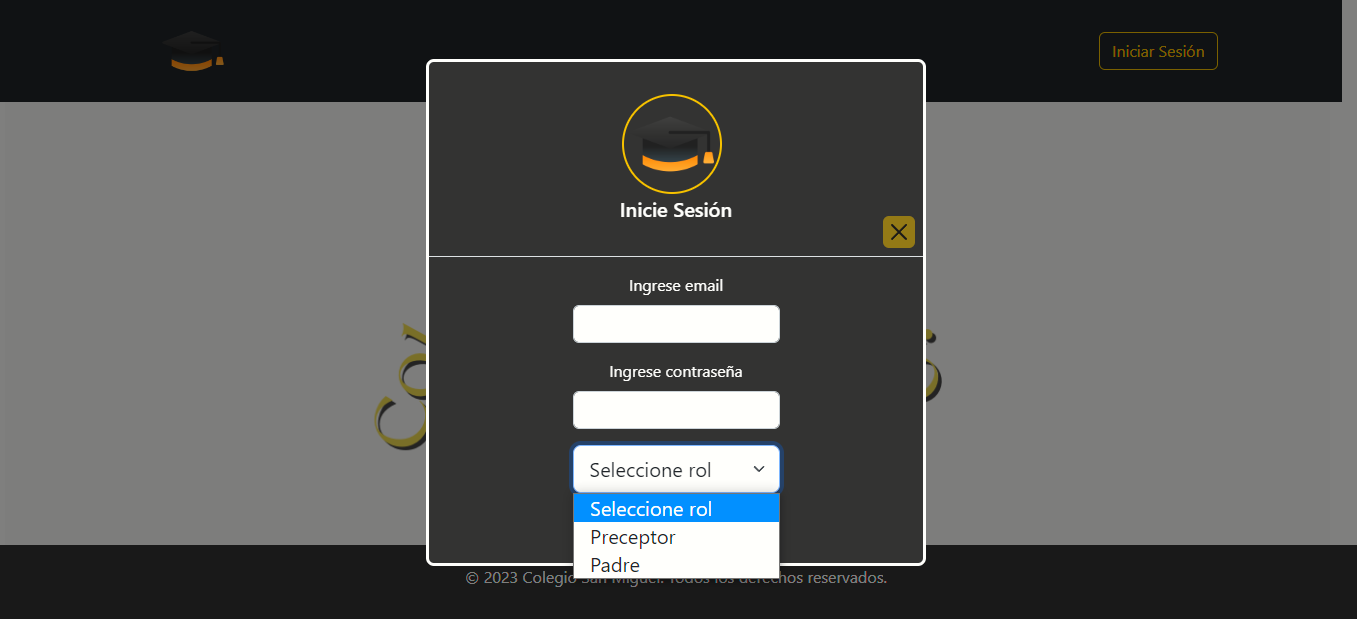 Iniciar Sesión
Inicie Sesión
Ingrese email
Ingrese contraseña
Seleccione rol
Seleccione rol
Preceptor
Padre
© 2023 Colegio San Miguel. Todos los derechos reservados.